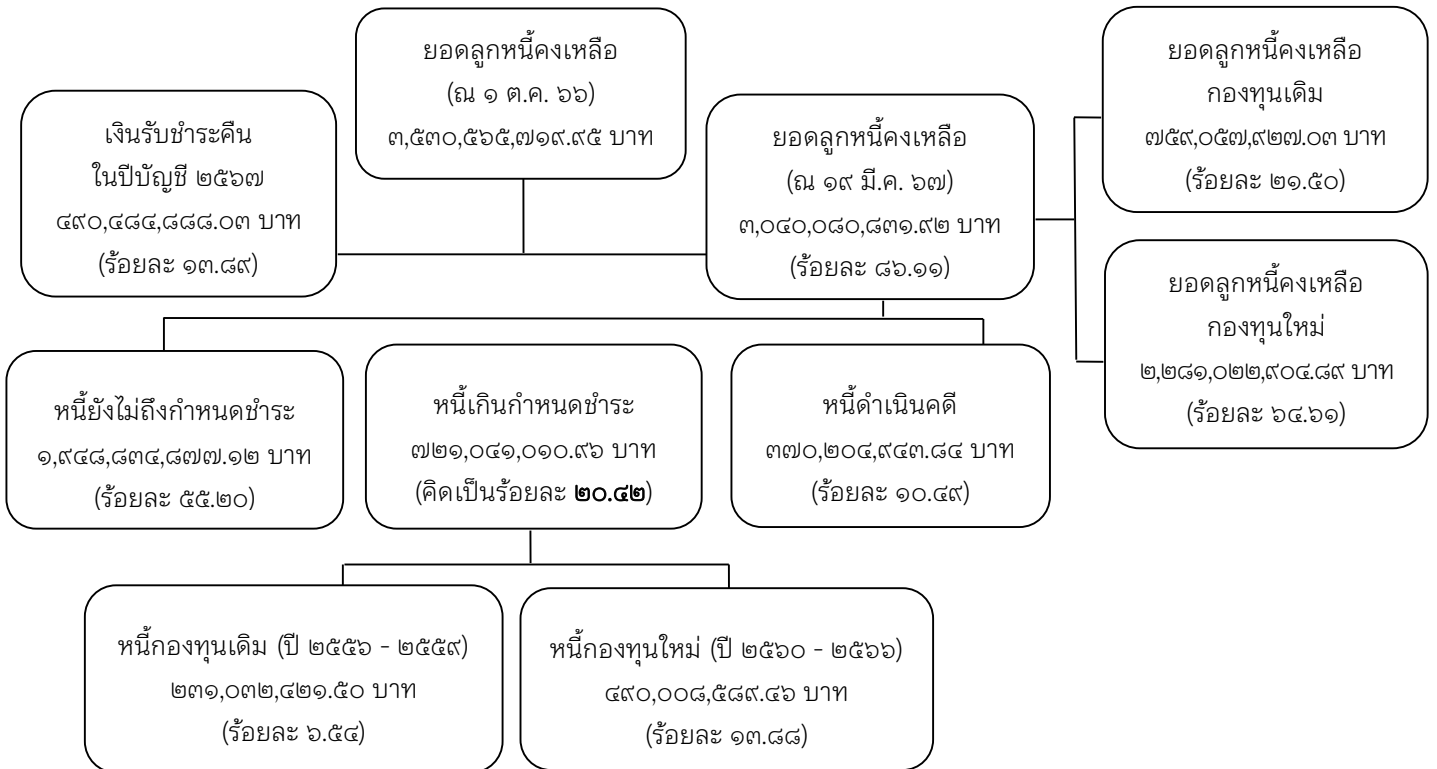 ยอดลูกหนี้คงเหลือ
(ณ ๑ ต.ค. ๖๖)
๓,๕๓๐,๕๖๕,๗๑๙.๙๕ บาท
เงินรับชำระคืน
ในปีบัญชี ๒๕๖๗
๔๙๐,๔๘๔,๘๘๘.๐๓ บาท
(ร้อยละ ๑๓.๘๙)
ยอดลูกหนี้คงเหลือ
(ณ ๑๙ มี.ค. ๖๗)
๓,๐๔๐,๐๘๐,๘๓๑.๙๒ บาท
(ร้อยละ ๘๖.๑๑)
ยอดลูกหนี้คงเหลือ
กองทุนเดิม
๗๕๙,๐๕๗,๙๒๗.๐๓ บาท
(ร้อยละ ๒๑.๕๐)
ยอดลูกหนี้คงเหลือ
กองทุนใหม่
๒,๒๘๑,๐๒๒,๙๐๔.๘๙ บาท
(ร้อยละ ๖๔.๖๑)
หนี้ยังไม่ถึงกำหนดชำระ
๑,๙๔๘,๘๓๔,๘๗๗.๑๒ บาท
(ร้อยละ ๕๕.๒๐)
หนี้เกินกำหนดชำระ
๗๒๑,๐๔๑,๐๑๐.๙๖ บาท
(คิดเป็นร้อยละ ๒๐.๔๒)
หนี้ดำเนินคดี
๓๗๐,๒๐๔,๙๔๓.๘๔ บาท
(ร้อยละ ๑๐.๔๙)
หนี้กองทุนเดิม (ปี ๒๕๕๖ - ๒๕๕๙)
๒๓๑,๐๓๒,๔๒๑.๕๐ บาท
(ร้อยละ ๖.๕๔)
หนี้กองทุนใหม่ (ปี ๒๕๖๐ - ๒๕๖๖)
๔๙๐,๐๐๘,๕๘๙.๔๖ บาท
(ร้อยละ ๑๓.๘๘)